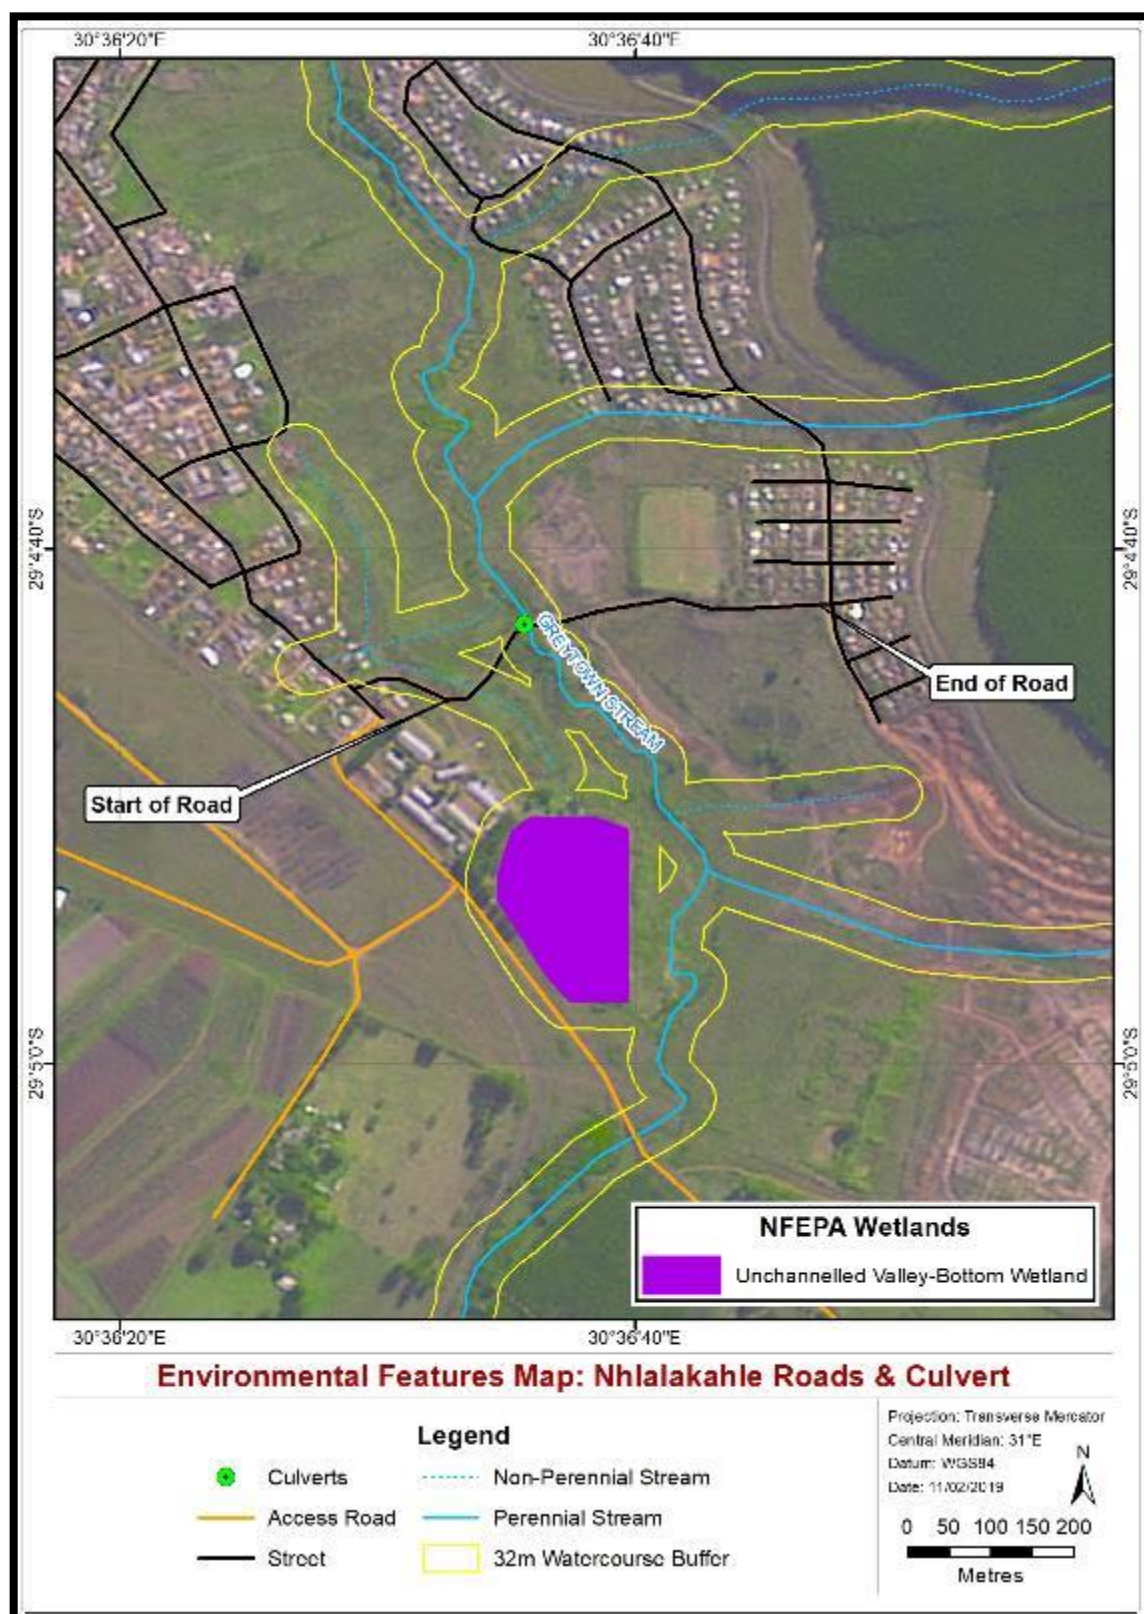 30°36'20"E
30°36'40"E
29°4'40"S
29°4'40"S
GREYTOWN STREAM
End of Road
Start of Road
29°5'0"S
29°5'0"S
NFEPA Wetlands
Unchannelled Valley-Bottom Wetland
30°36'20"E
30°36'40"E
Environmental Features Map: Nhlalakahle Roads & Culvert
Legend
Culverts
Access Road
Street
Non-Perennial Stream
Perennial Stream
32m Watercourse Buffer
Projection: Transverse Mercator
Central Meridian: 31°E
Datum: WGS84
Date: 11/02/2019
N
0 50 100 150 200
Metres